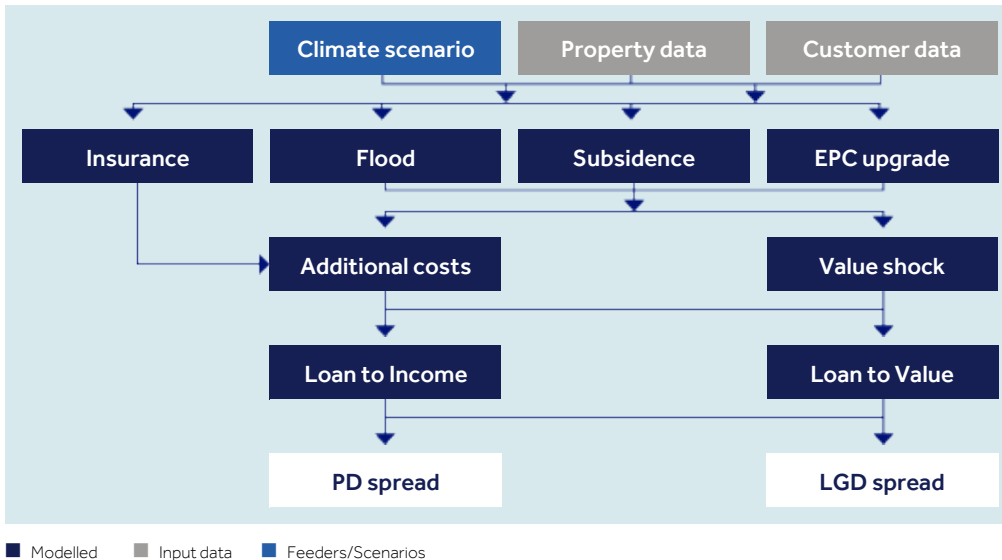 Climate scenario
Property data
Customer data
Insurance
Flood
Subsidence
EPC upgrade
Additional costs
Value shock
Loan to Income
Loan to Value
PD spread
LGD spread
Modelled
Input data
Feeders/Scenarios